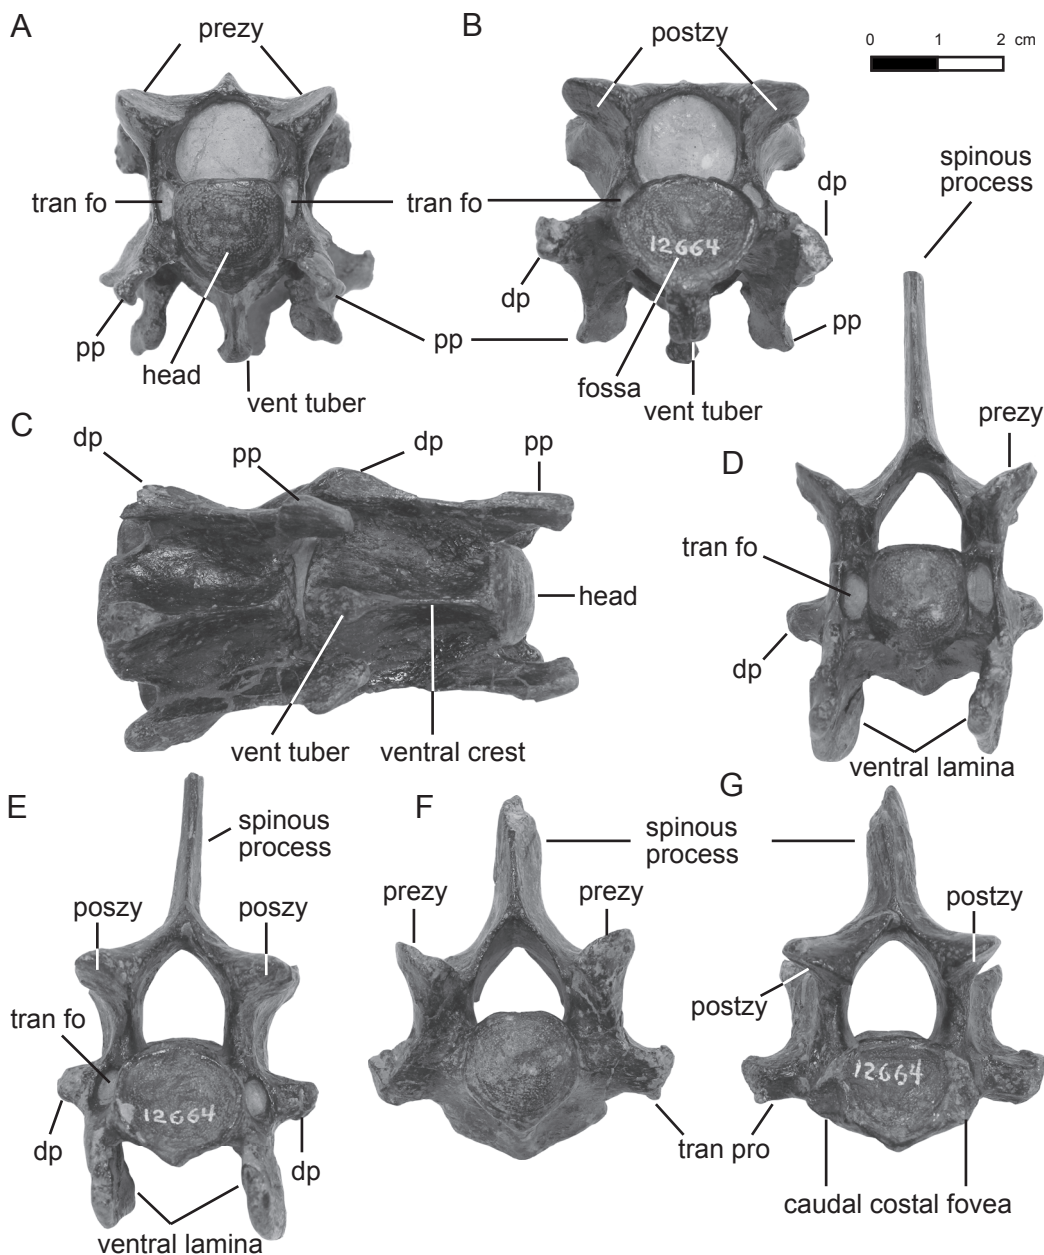 A
prezy
B
postzy
0 1 2 cm
tran fo
tran fo
dp
spinous
process
dp
pp
head
vent tuber
pp
12664
fossa
vent tuber
pp
C
dp
pp
dp
pp
head
vent tuber
ventral crest
D
prezy
tran fo
dp
ventral lamina
E
spinous
process
poszy
poszy
tran fo
12664
dp
dp
ventral lamina
F
spinous
process
prezy
prezy
tran pro
G
postzy
postzy
12664
caudal costal fovea